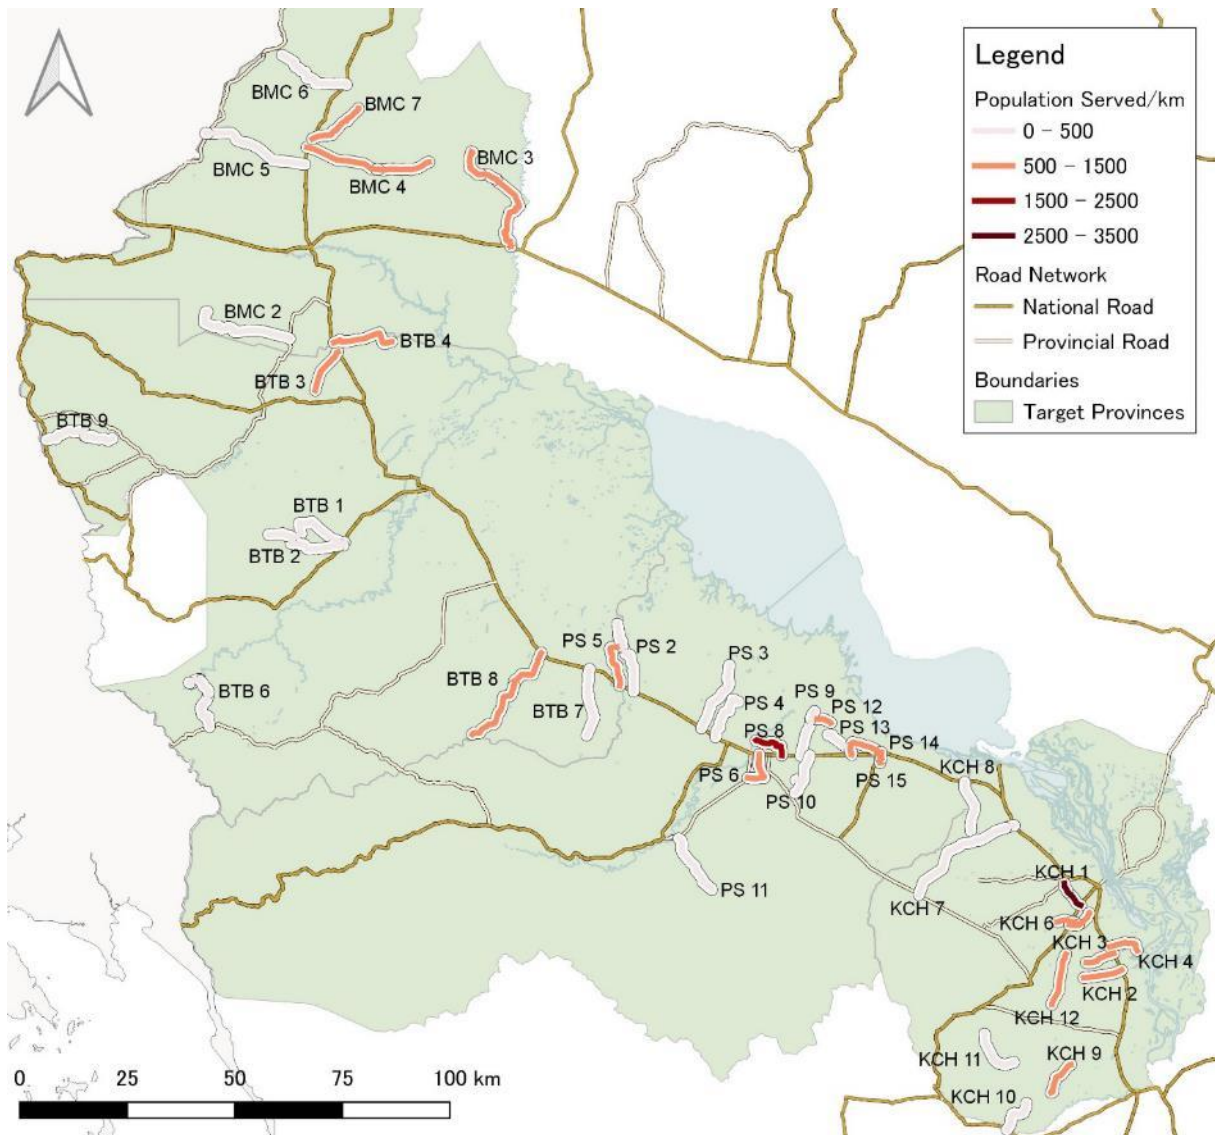 Legend
Population Served/km
0 - 500
500 - 1500
1500 - 2500
2500 - 3500
Road Network
National Road
Provincial Road
Boundaries
Target Provinces
BMC 6
BMC 7
BMC 5
BMC 4
BMC 3
BMC 2
BTB 4
BTB 3
BTB 9
BTB 1
BTB 2
PS 5
PS 2
PS 3
BTB 8
BTB 6
BTB 7
PS 4
PS 9
PS 12
PS 8
PS 13
PS 14
PS 6
PS 15
KCH 8
PS 10
PS 11
KCH 1
KCH 7
KCH 6
KCH 3
KCH 4
KCH 2
KCH 12
KCH 11
KCH 9
KCH 10
0 25 50 75 100 km